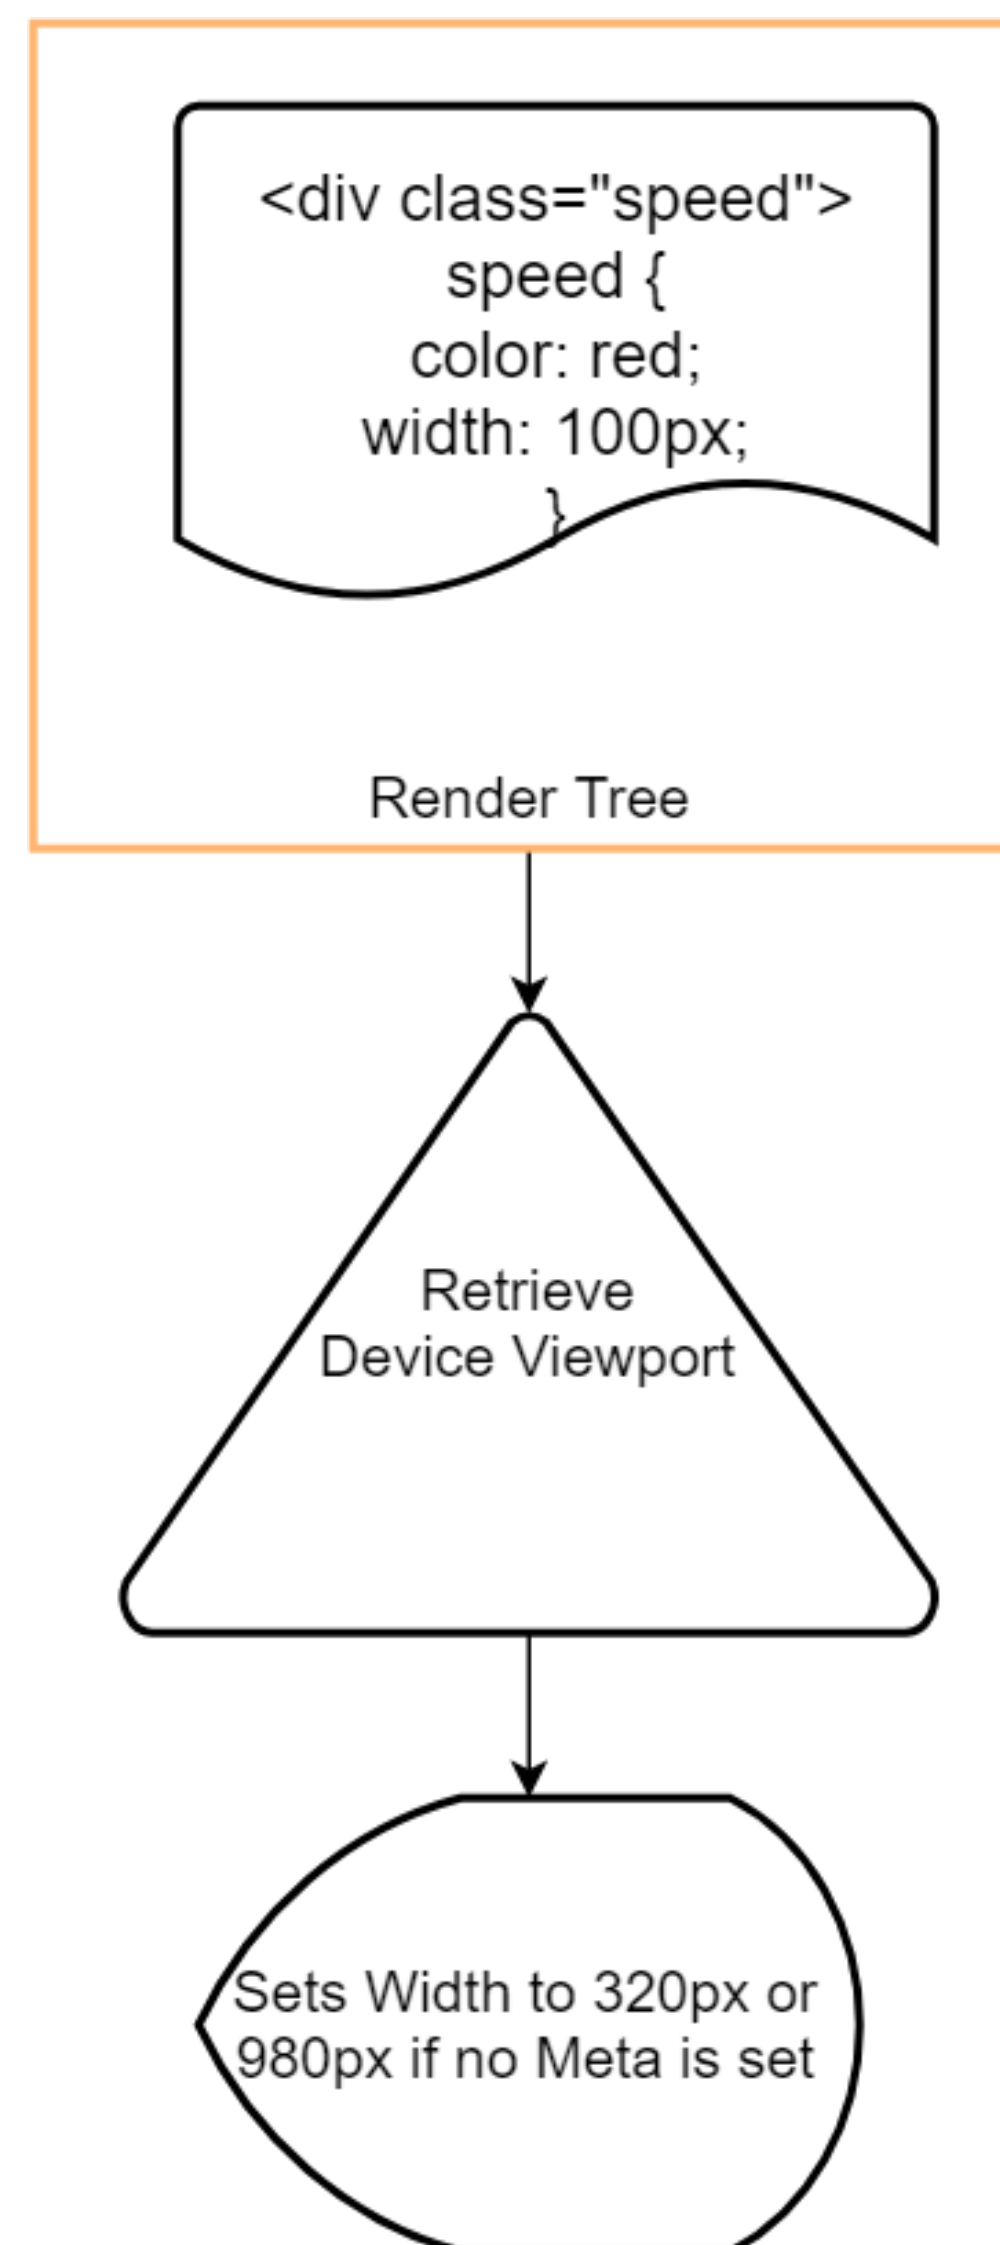 <div class="speed">
speed {
color: red;
width: 100px;
}
Render Tree
Retrieve
Device Viewport
Sets Width to 320px or
980px if no Meta is set